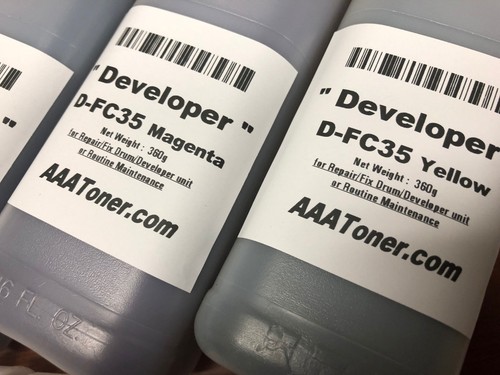 "
" Developer "
D-FC35 Magenta
Net Weight : 360g
for Repair/Fix Drum/Developer unit
or Routine Maintenance
AAAToner.com
16 FL. OZ.
" Developer
D-FC35 Yellow
Net Weight : 360g
for Repair/Fix Drum/Developer unit
or Routine Maintenance
AAAToner.com